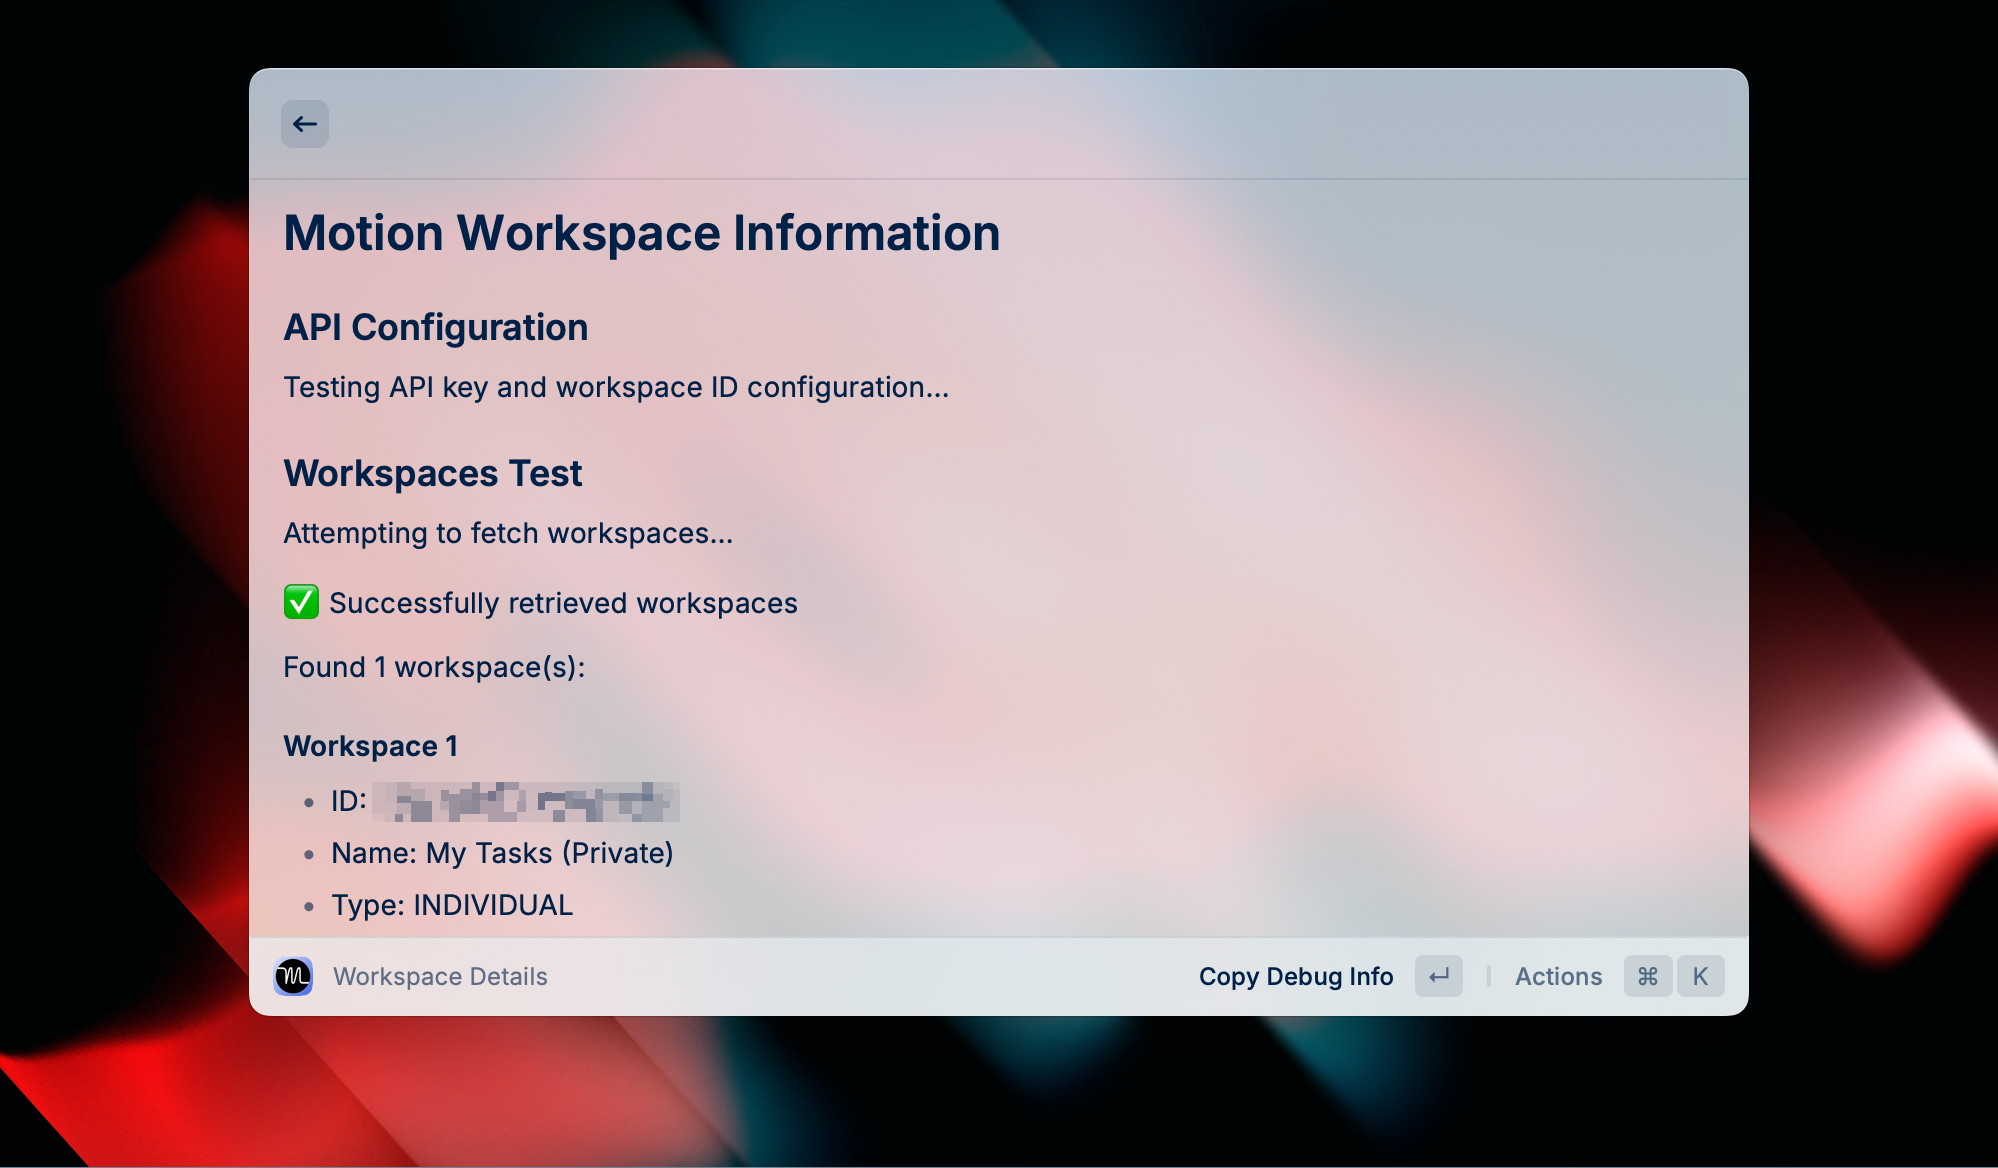 Motion Workspace Information
API Configuration
Testing API key and workspace ID configuration...
Workspaces Test
Attempting to fetch workspaces...
✅ Successfully retrieved workspaces
Found 1 workspace(s):
Workspace 1
• ID:
• Name: My Tasks (Private)
• Type: INDIVIDUAL
Workspace Details
Copy Debug Info ↵ | Actions ⌘ K